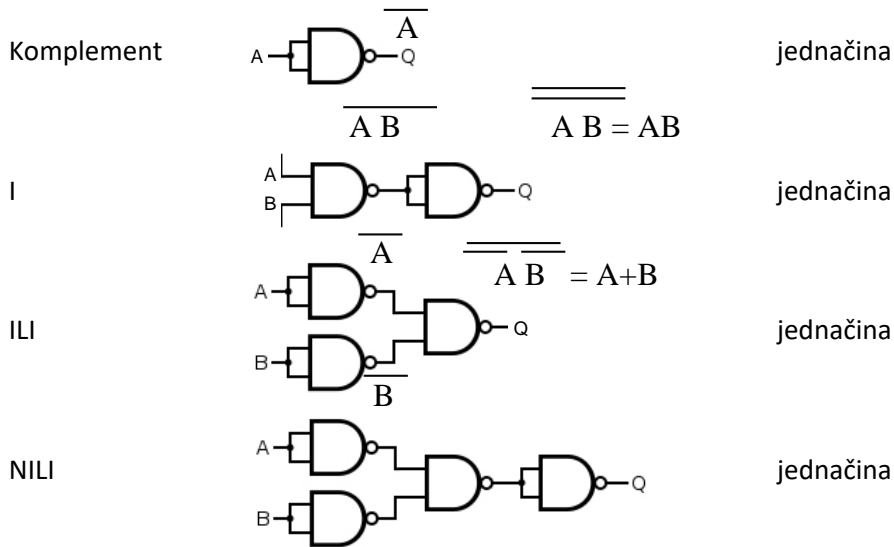 A̅
Komplement A Q jednačina
A̅ ̅B̅ A̿ ̿B̿ = AB
A
I B Q jednačina
A̅ A̅̿ B̅̿ = A+B
A
ILI Q jednačina
B
B̅
A
NILI Q jednačina
B